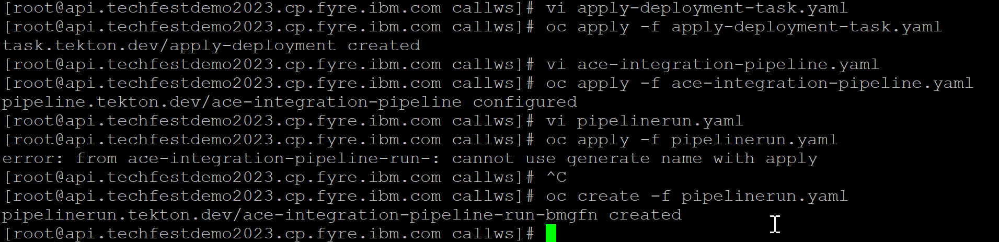 [root@api.techfestdemo2023.cp.fyre.ibm.com callws]# vi apply-deployment-task.yaml
[root@api.techfestdemo2023.cp.fyre.ibm.com callws]# oc apply -f apply-deployment-task.yaml
task.tekton.dev/apply-deployment created
[root@api.techfestdemo2023.cp.fyre.ibm.com callws]# vi ace-integration-pipeline.yaml
[root@api.techfestdemo2023.cp.fyre.ibm.com callws]# oc apply -f ace-integration-pipeline.yaml
pipeline.tekton.dev/ace-integration-pipeline configured
[root@api.techfestdemo2023.cp.fyre.ibm.com callws]# vi pipelinerun.yaml
[root@api.techfestdemo2023.cp.fyre.ibm.com callws]# oc apply -f pipelinerun.yaml
error: from ace-integration-pipeline-run-: cannot use generate name with apply
[root@api.techfestdemo2023.cp.fyre.ibm.com callws]# ^C
[root@api.techfestdemo2023.cp.fyre.ibm.com callws]# oc create -f pipelinerun.yaml
pipelinerun.tekton.dev/ace-integration-pipeline-run-bmgfn created
[root@api.techfestdemo2023.cp.fyre.ibm.com callws]#